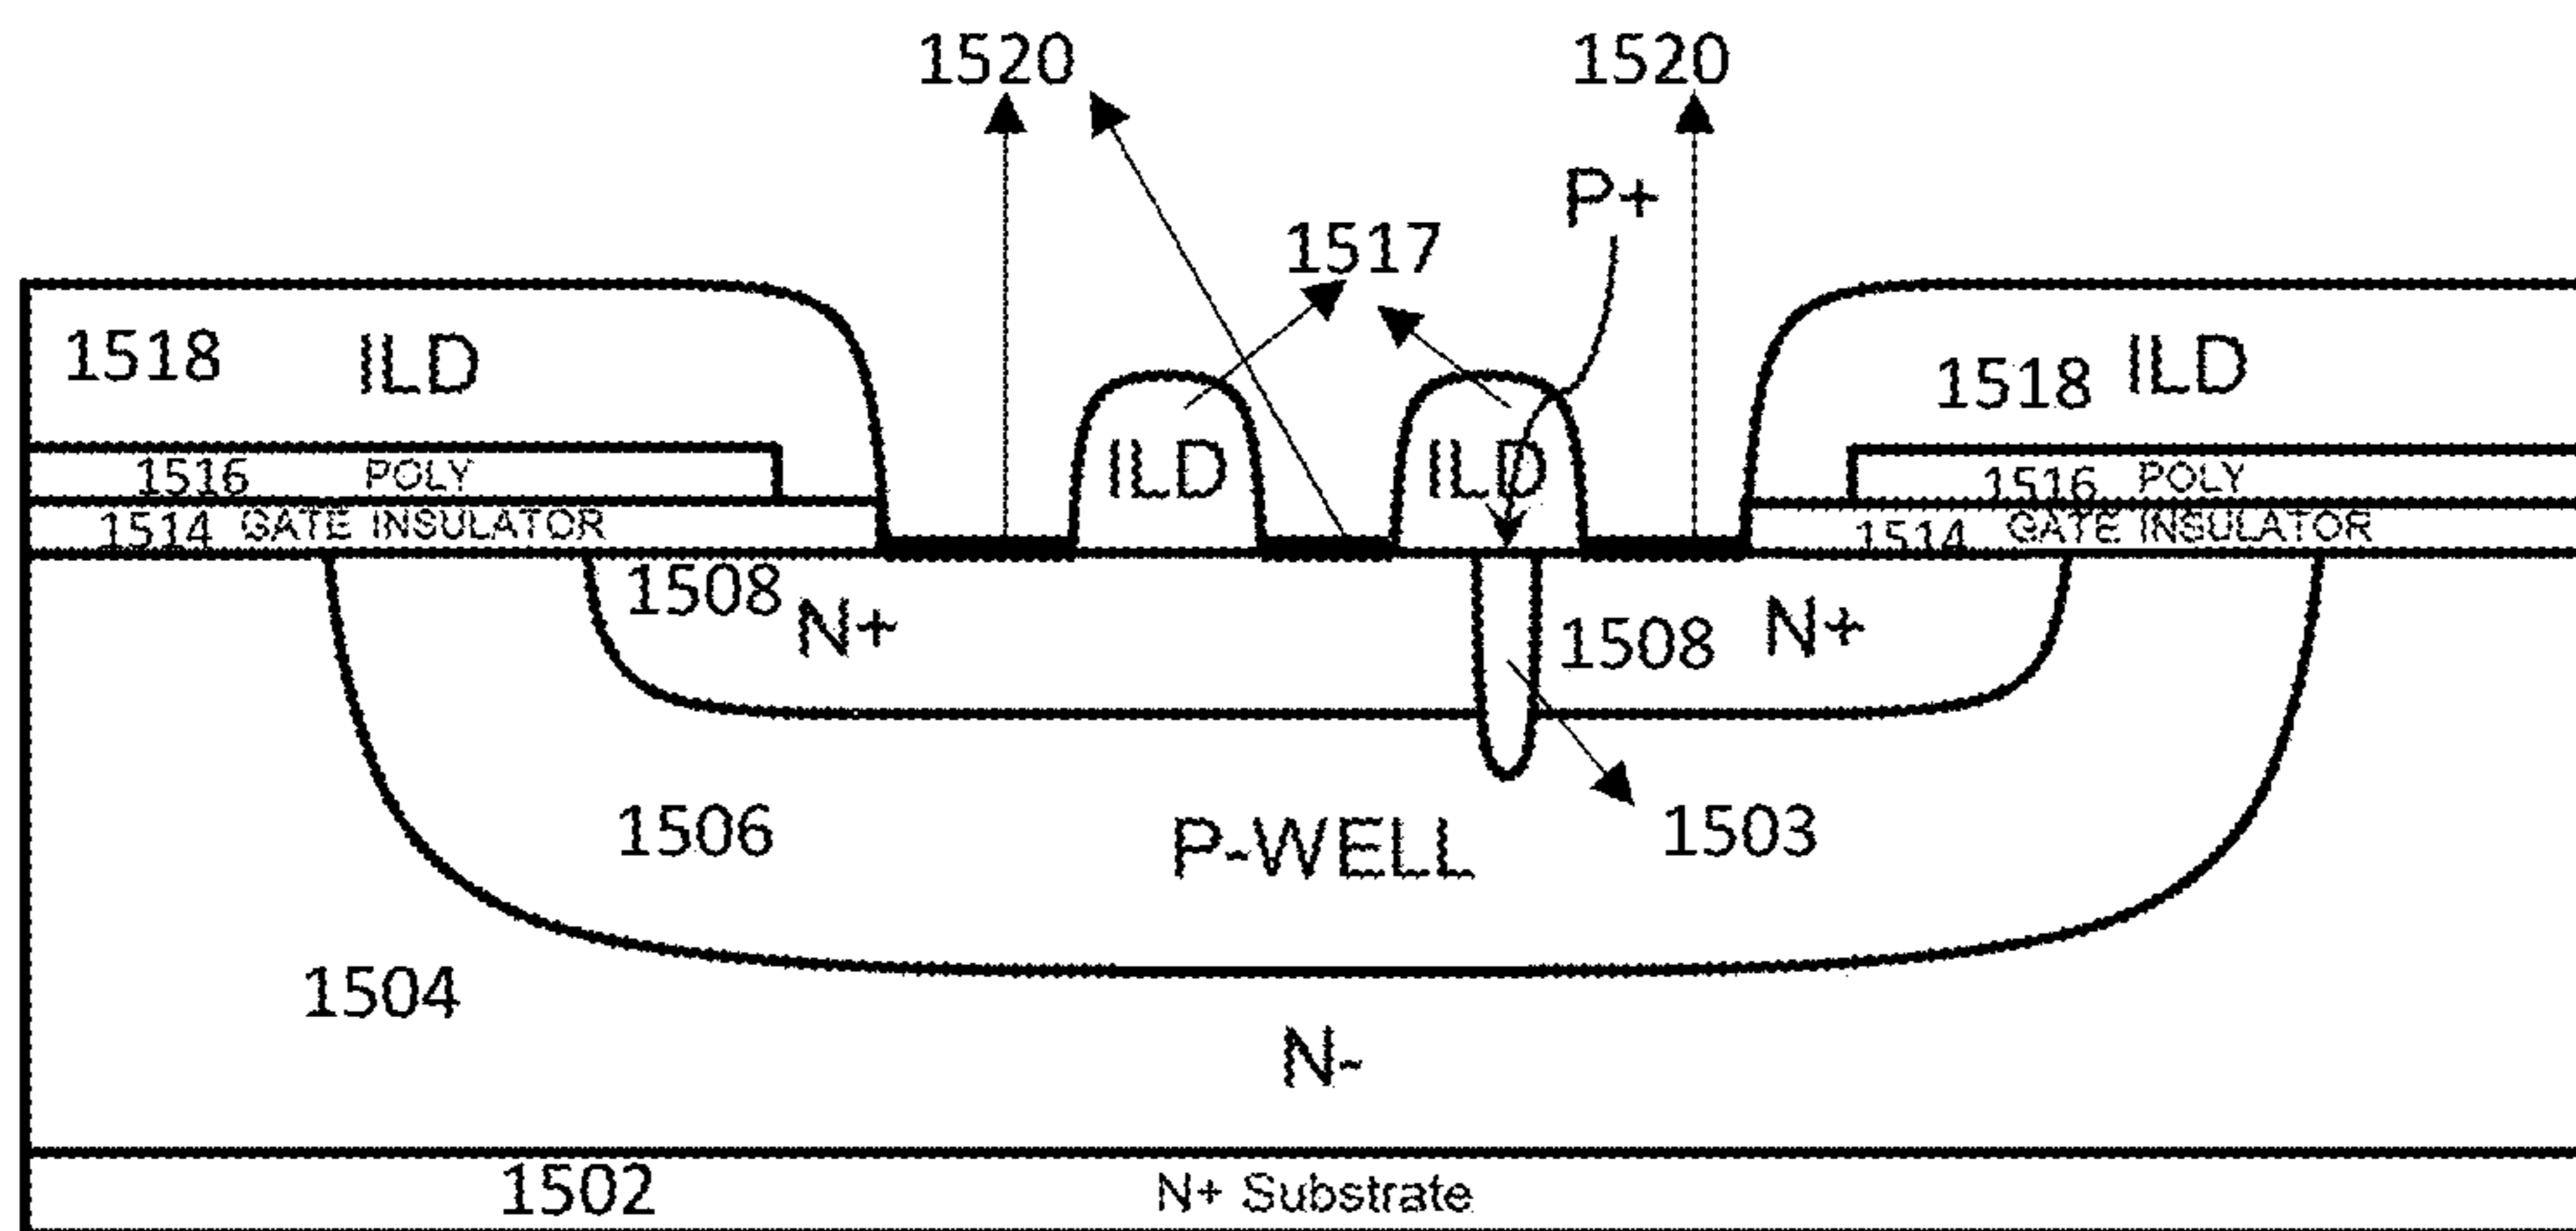 1520 1520
P+
1517
1518 ILD 1518 ILD
ILD ILD
1516 POLY 1516 POLY
1514 GATE INSULATOR 1514 GATE INSULATOR
1508 N+ 1508 N+
1506 P-WELL 1503
1504
N-
1502 N+ Substrate